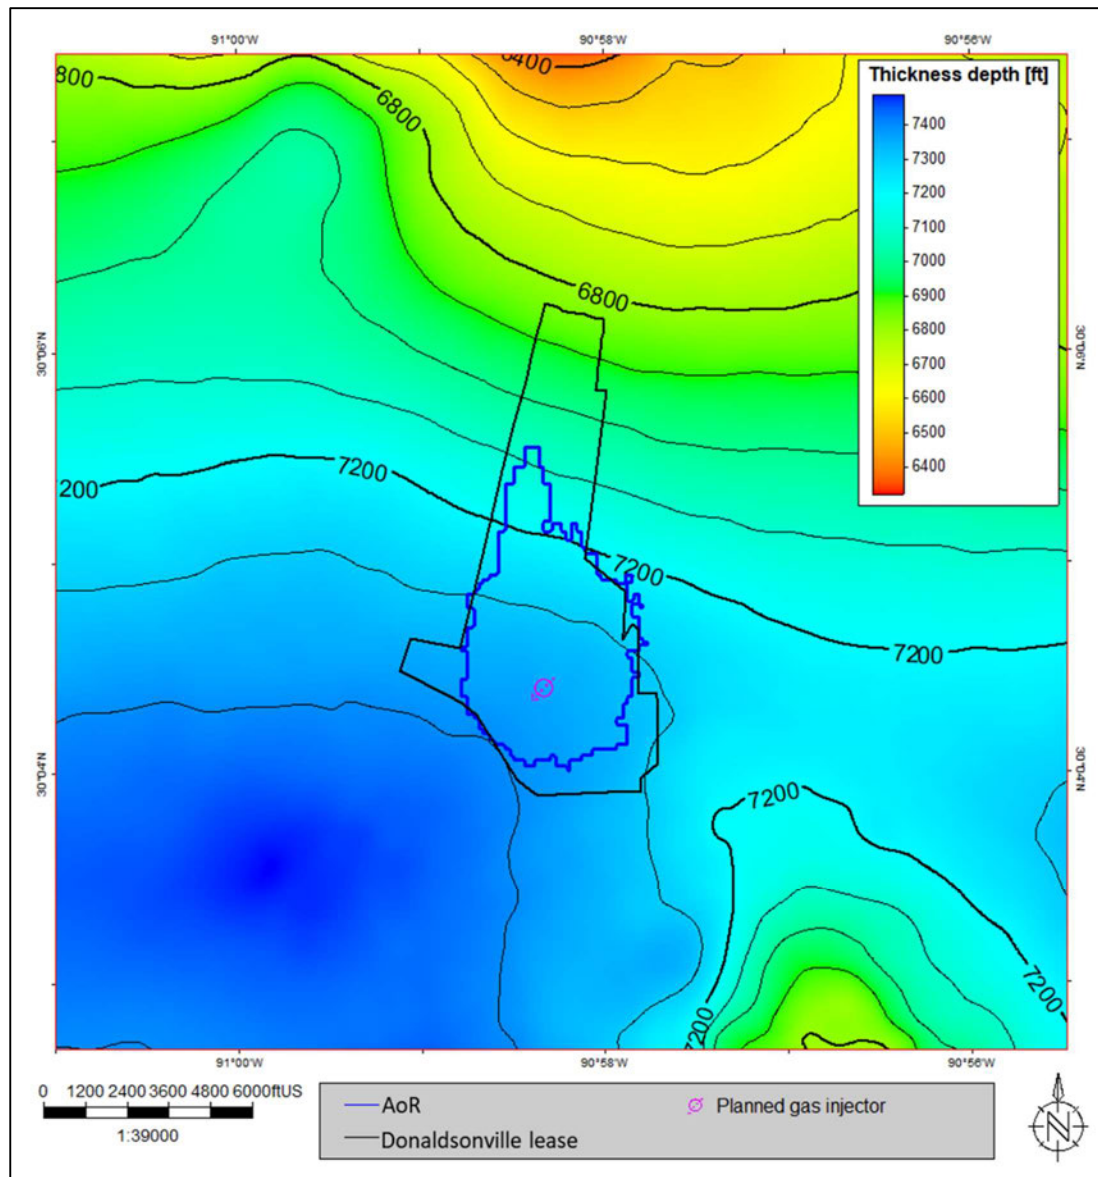 91°00'W 90°58'W 90°56'W
6400
800
6800
Thickness depth [ft]
7400
7300
7200
7100
7000
6900
6800
6700
6600
6500
6400
6800
30°06'N 30°06'N
7200
200
7200
7200
30°04'N 30°04'N
7200
7200
7200
91°00'W 90°58'W 90°56'W
0 1200 2400 3600 4800 6000ftUS
1:39000
AoR
Planned gas injector
Donaldsonville lease
N